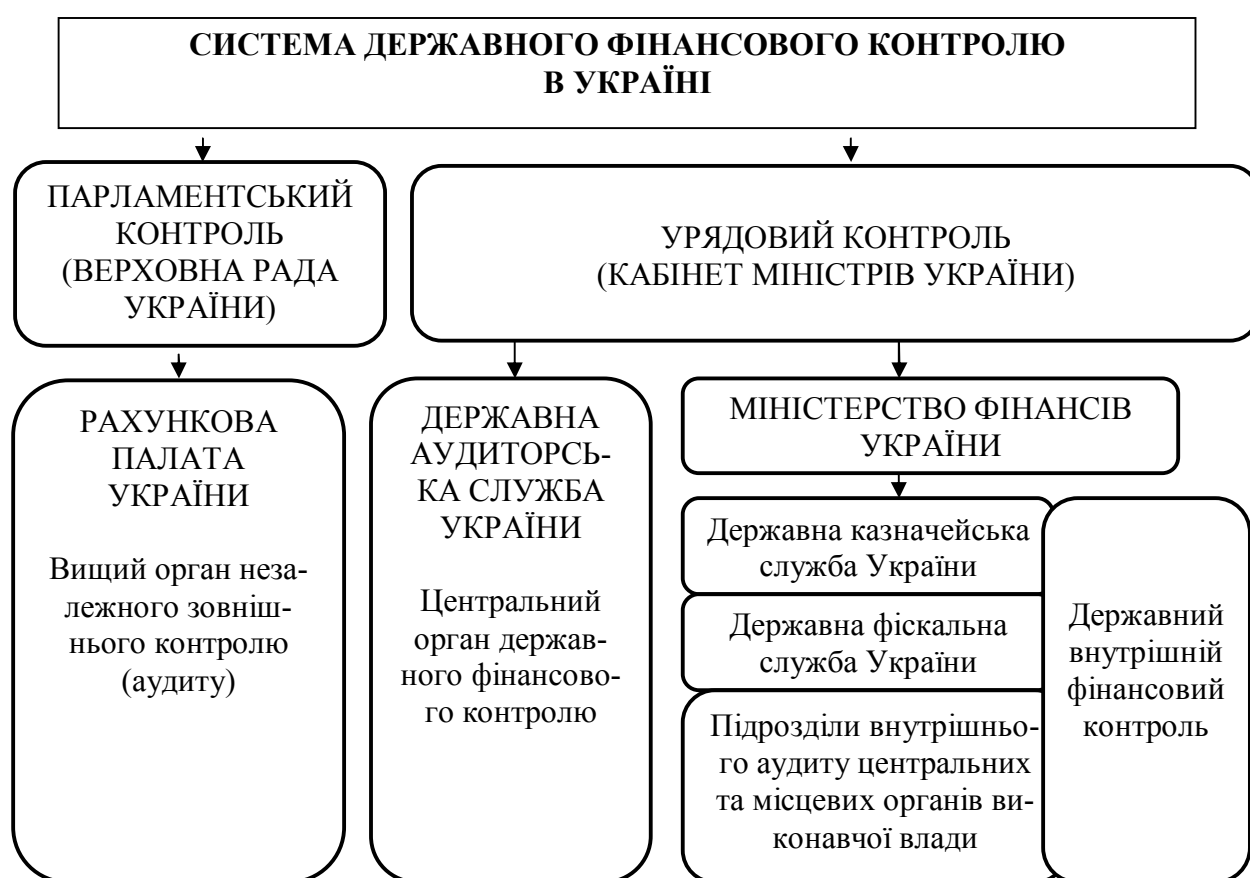 СИСТЕМА ДЕРЖАВНОГО ФІНАНСОВОГО КОНТРОЛЮ
В УКРАЇНІ
ПАРЛАМЕНТСЬКИЙ
КОНТРОЛЬ
(ВЕРХОВНА РАДА
УКРАЇНИ)
УРЯДОВИЙ КОНТРОЛЬ
(КАБІНЕТ МІНІСТРІВ УКРАЇНИ)
РАХУНКОВА
ПАЛАТА
УКРАЇНИ
Вищий орган неза-
лежного зовніш-
нього контролю
(аудиту)
ДЕРЖАВНА
АУДИТОРСЬ-
КА СЛУЖБА
УКРАЇНИ
Центральний
орган держав-
ного фінансово-
го контролю
МІНІСТЕРСТВО ФІНАНСІВ
УКРАЇНИ
Державна казначейська
служба України
Державна фіскальна
служба України
Підрозділи внутрішньо-
го аудиту центральних
та місцевих органів ви-
конавчої влади
Державний
внутрішній
фінансовий
контроль